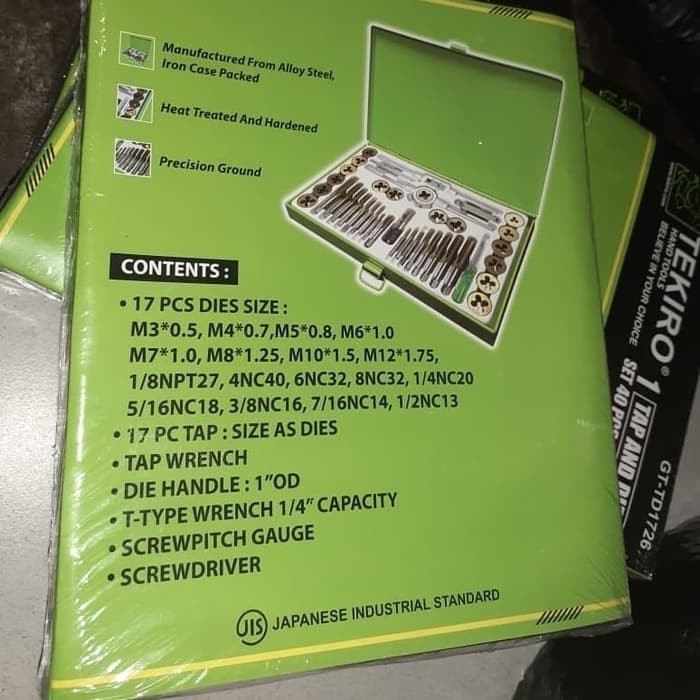 Manufactured From Alloy Steel,
Iron Case Packed
Heat Treated And Hardened
Precision Ground
CONTENTS :
• 17 PCS DIES SIZE :
M3*0.5, M4*0.7,M5*0.8, M6*1.0
M7*1.0, M8*1.25, M10*1.5, M12*1.75,
1/8NPT27, 4NC40, 6NC32, 8NC32, 1/4NC20
5/16NC18, 3/8NC16, 7/16NC14, 1/2NC13
• 17 PC TAP : SIZE AS DIES
• TAP WRENCH
• DIE HANDLE : 1”OD
• T-TYPE WRENCH 1/4” CAPACITY
• SCREWPITCH GAUGE
• SCREWDRIVER
JIS JAPANESE INDUSTRIAL STANDARD
TEKIRO®
HAND TOOLS
BELIEVE IN YOUR CHOICE
1 TAP AND
SET 40 PCS
GT-TD1726